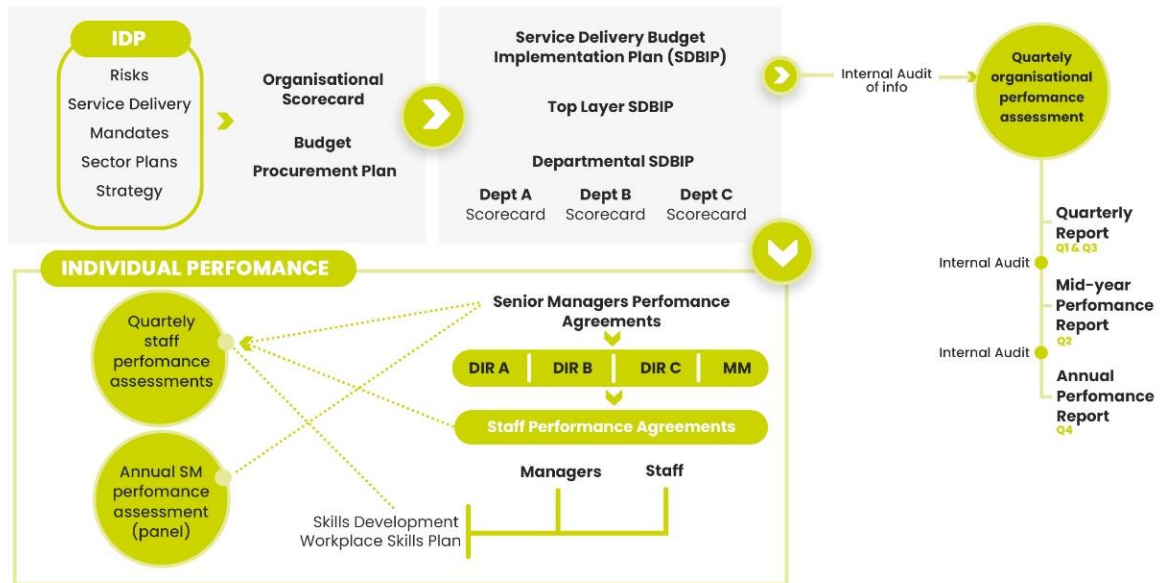 IDP
Risks
Service Delivery
Mandates
Sector Plans
Strategy
Organisational
Scorecard
Budget
Procurement Plan
Service Delivery Budget
Implementation Plan (SDBIP)
Top Layer SDBIP
Departmental SDBIP
Dept A
Scorecard
Dept B
Scorecard
Dept C
Scorecard
Internal Audit
of info
Quartely
organisational
perfomance
assessment
Quarterly
Report
Q1 & Q3
Internal Audit
Mid-year
Perfomance
Report
Q2
Internal Audit
Annual
Perfomance
Report
Q4
INDIVIDUAL PERFOMANCE
Quartely
staff
perfomance
assessments
Annual SM
perfomance
assessment
(panel)
Senior Managers Perfomance
Agreements
DIR A
DIR B
DIR C
MM
Staff Performance Agreements
Managers
Staff
Skills Development
Workplace Skills Plan